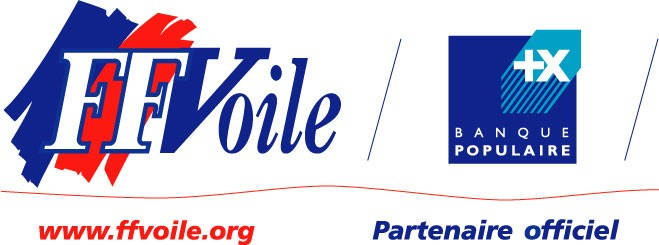 FFVoile
+X
BANQUE
POPULAIRE
www.ffvoile.org
Partenaire officiel